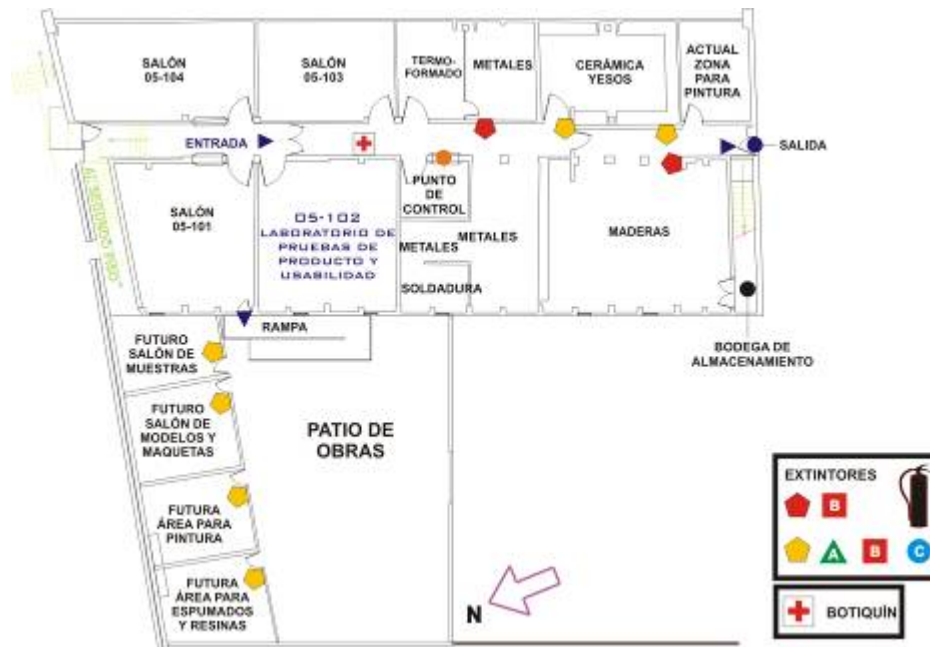 SALÓN
05-104
SALÓN
05-103
TERMO-
FORMADO
METALES
CERÁMICA
YESOS
ACTUAL
ZONA
PARA
PINTURA
ENTRADA
SALIDA
AL SEGUNDO PISO
SALÓN
05-101
05-102
LABORATORIO DE
PRUEBAS DE
PRODUCTO Y
USABILIDAD
PUNTO
DE
CONTROL
METALES
METALES
SOLDADURA
MADERAS
BODEGA DE
ALMACENAMIENTO
RAMPA
FUTURO
SALÓN DE
MUESTRAS
FUTURO
SALÓN DE
MODELOS Y
MAQUETAS
FUTURA
ÁREA PARA
PINTURA
FUTURA
ÁREA PARA
ESPUMADOS
Y RESINAS
PATIO DE
OBRAS
N
EXTINTORES
B
A B C
BOTIQUÍN